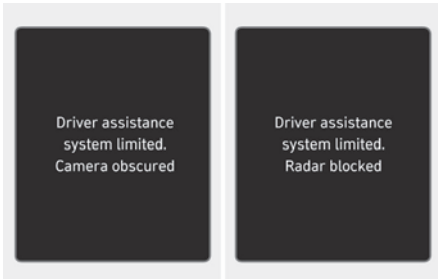 Driver assistance
system limited.
Camera obscured
Driver assistance
system limited.
Radar blocked